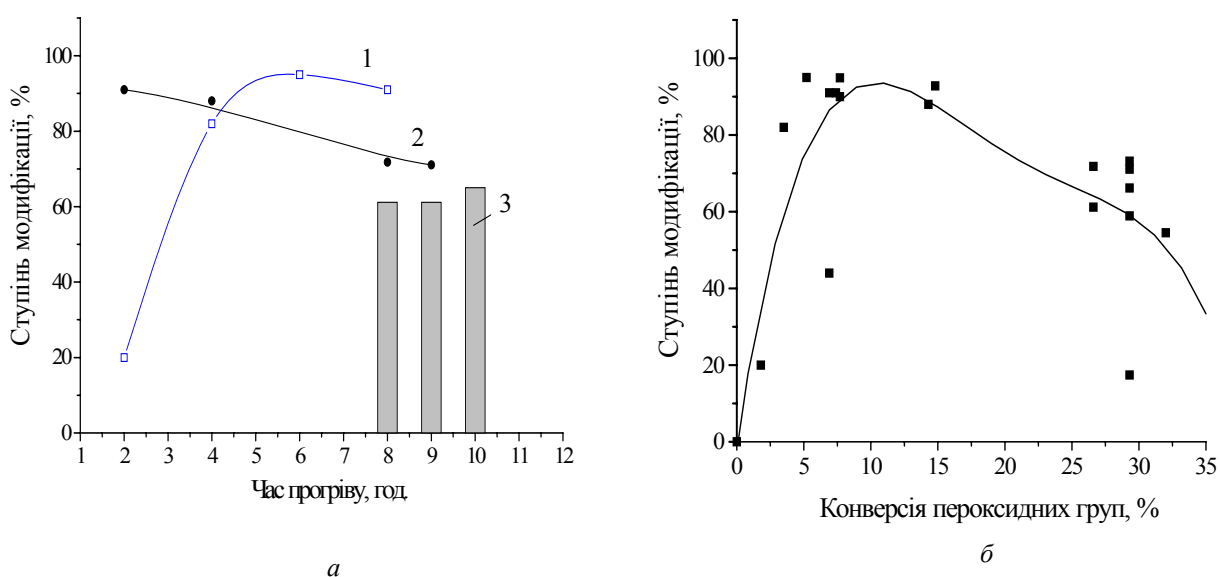 100
80
60
40
20
0
Ступінь модифікації, %
1
2
3
1 2 3 4 5 6 7 8 9 10 11 12
Час прогріву, год.
а
100
80
60
40
20
0
Ступінь модифікації, %
0 5 10 15 20 25 30 35
Конверсія пероксидних груп, %
б